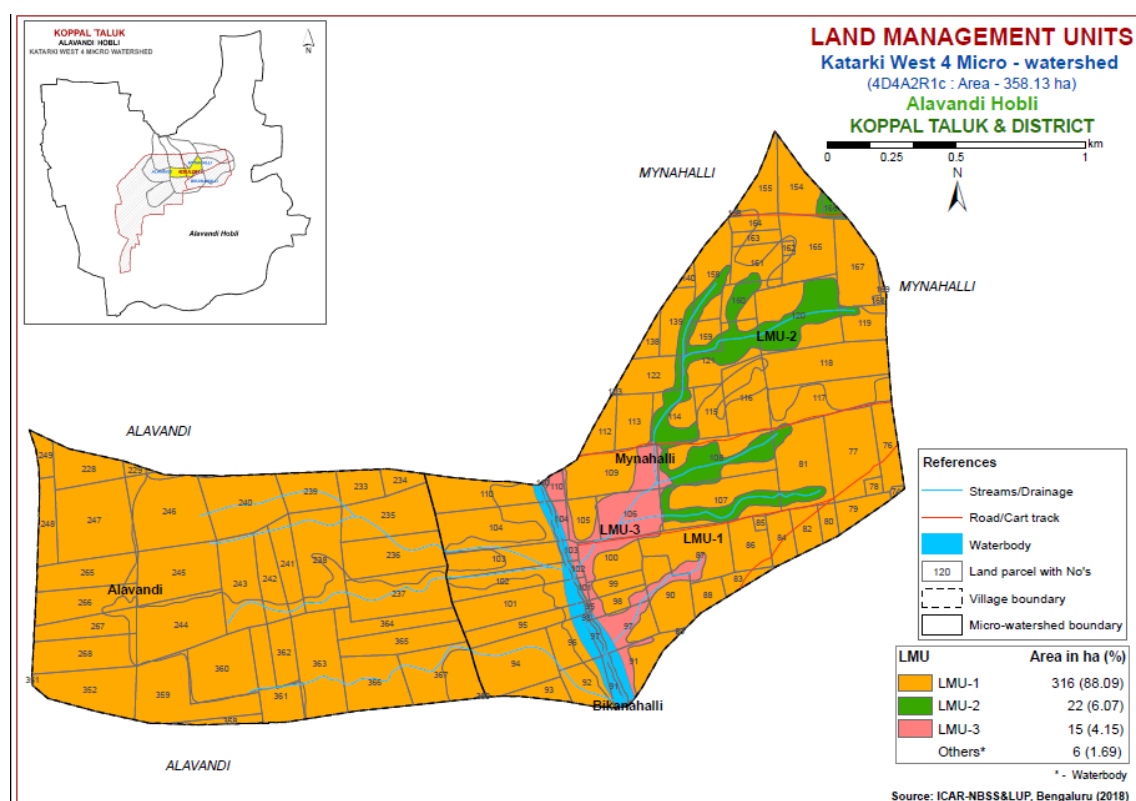 KOPPAL TALUK
ALAVANDI HOBLI
KATARKI WEST 4 MICRO WATERSHED
N
Alavandi Hobli
LAND MANAGEMENT UNITS
Katarki West 4 Micro - watershed
(4D4A2R1c : Area - 358.13 ha)
Alavandi Hobli
KOPPAL TALUK & DISTRICT
0 0.25 0.5 1
km
N
MYNAHALLI
155 154
164
163 165
162
161 167
MYNAHALLI
158
160
139 120 119
138 159 LMU-2
121 118
122
116 117
115
114
112 113
ALAVANDI
249 228 229
Mynahalli
109 108 81 77 76
234
233
239
240
246
247
248
235
110 110
78
79
107
104 104 105 106
LMU-3 LMU-1
85 82 80
84
86
236
238
241
242
243
245
265
103 103 100 87
102 102
83
Alavandi
237
101
99
98 90 88
266
267
244
364
365
95 95
96 97 97
268
360 362 363
94
91
352 359 361 366 367
93 92 91
Bikanahalli
ALAVANDI
References
Streams/Drainage
Road/Cart track
Waterbody
120 Land parcel with No's
Village boundary
Micro-watershed boundary
LMU Area in ha (%)
LMU-1 316 (88.09)
LMU-2 22 (6.07)
LMU-3 15 (4.15)
Others* 6 (1.69)
* - Waterbody
Source: ICAR-NBSS&LUP, Bengaluru (2018)